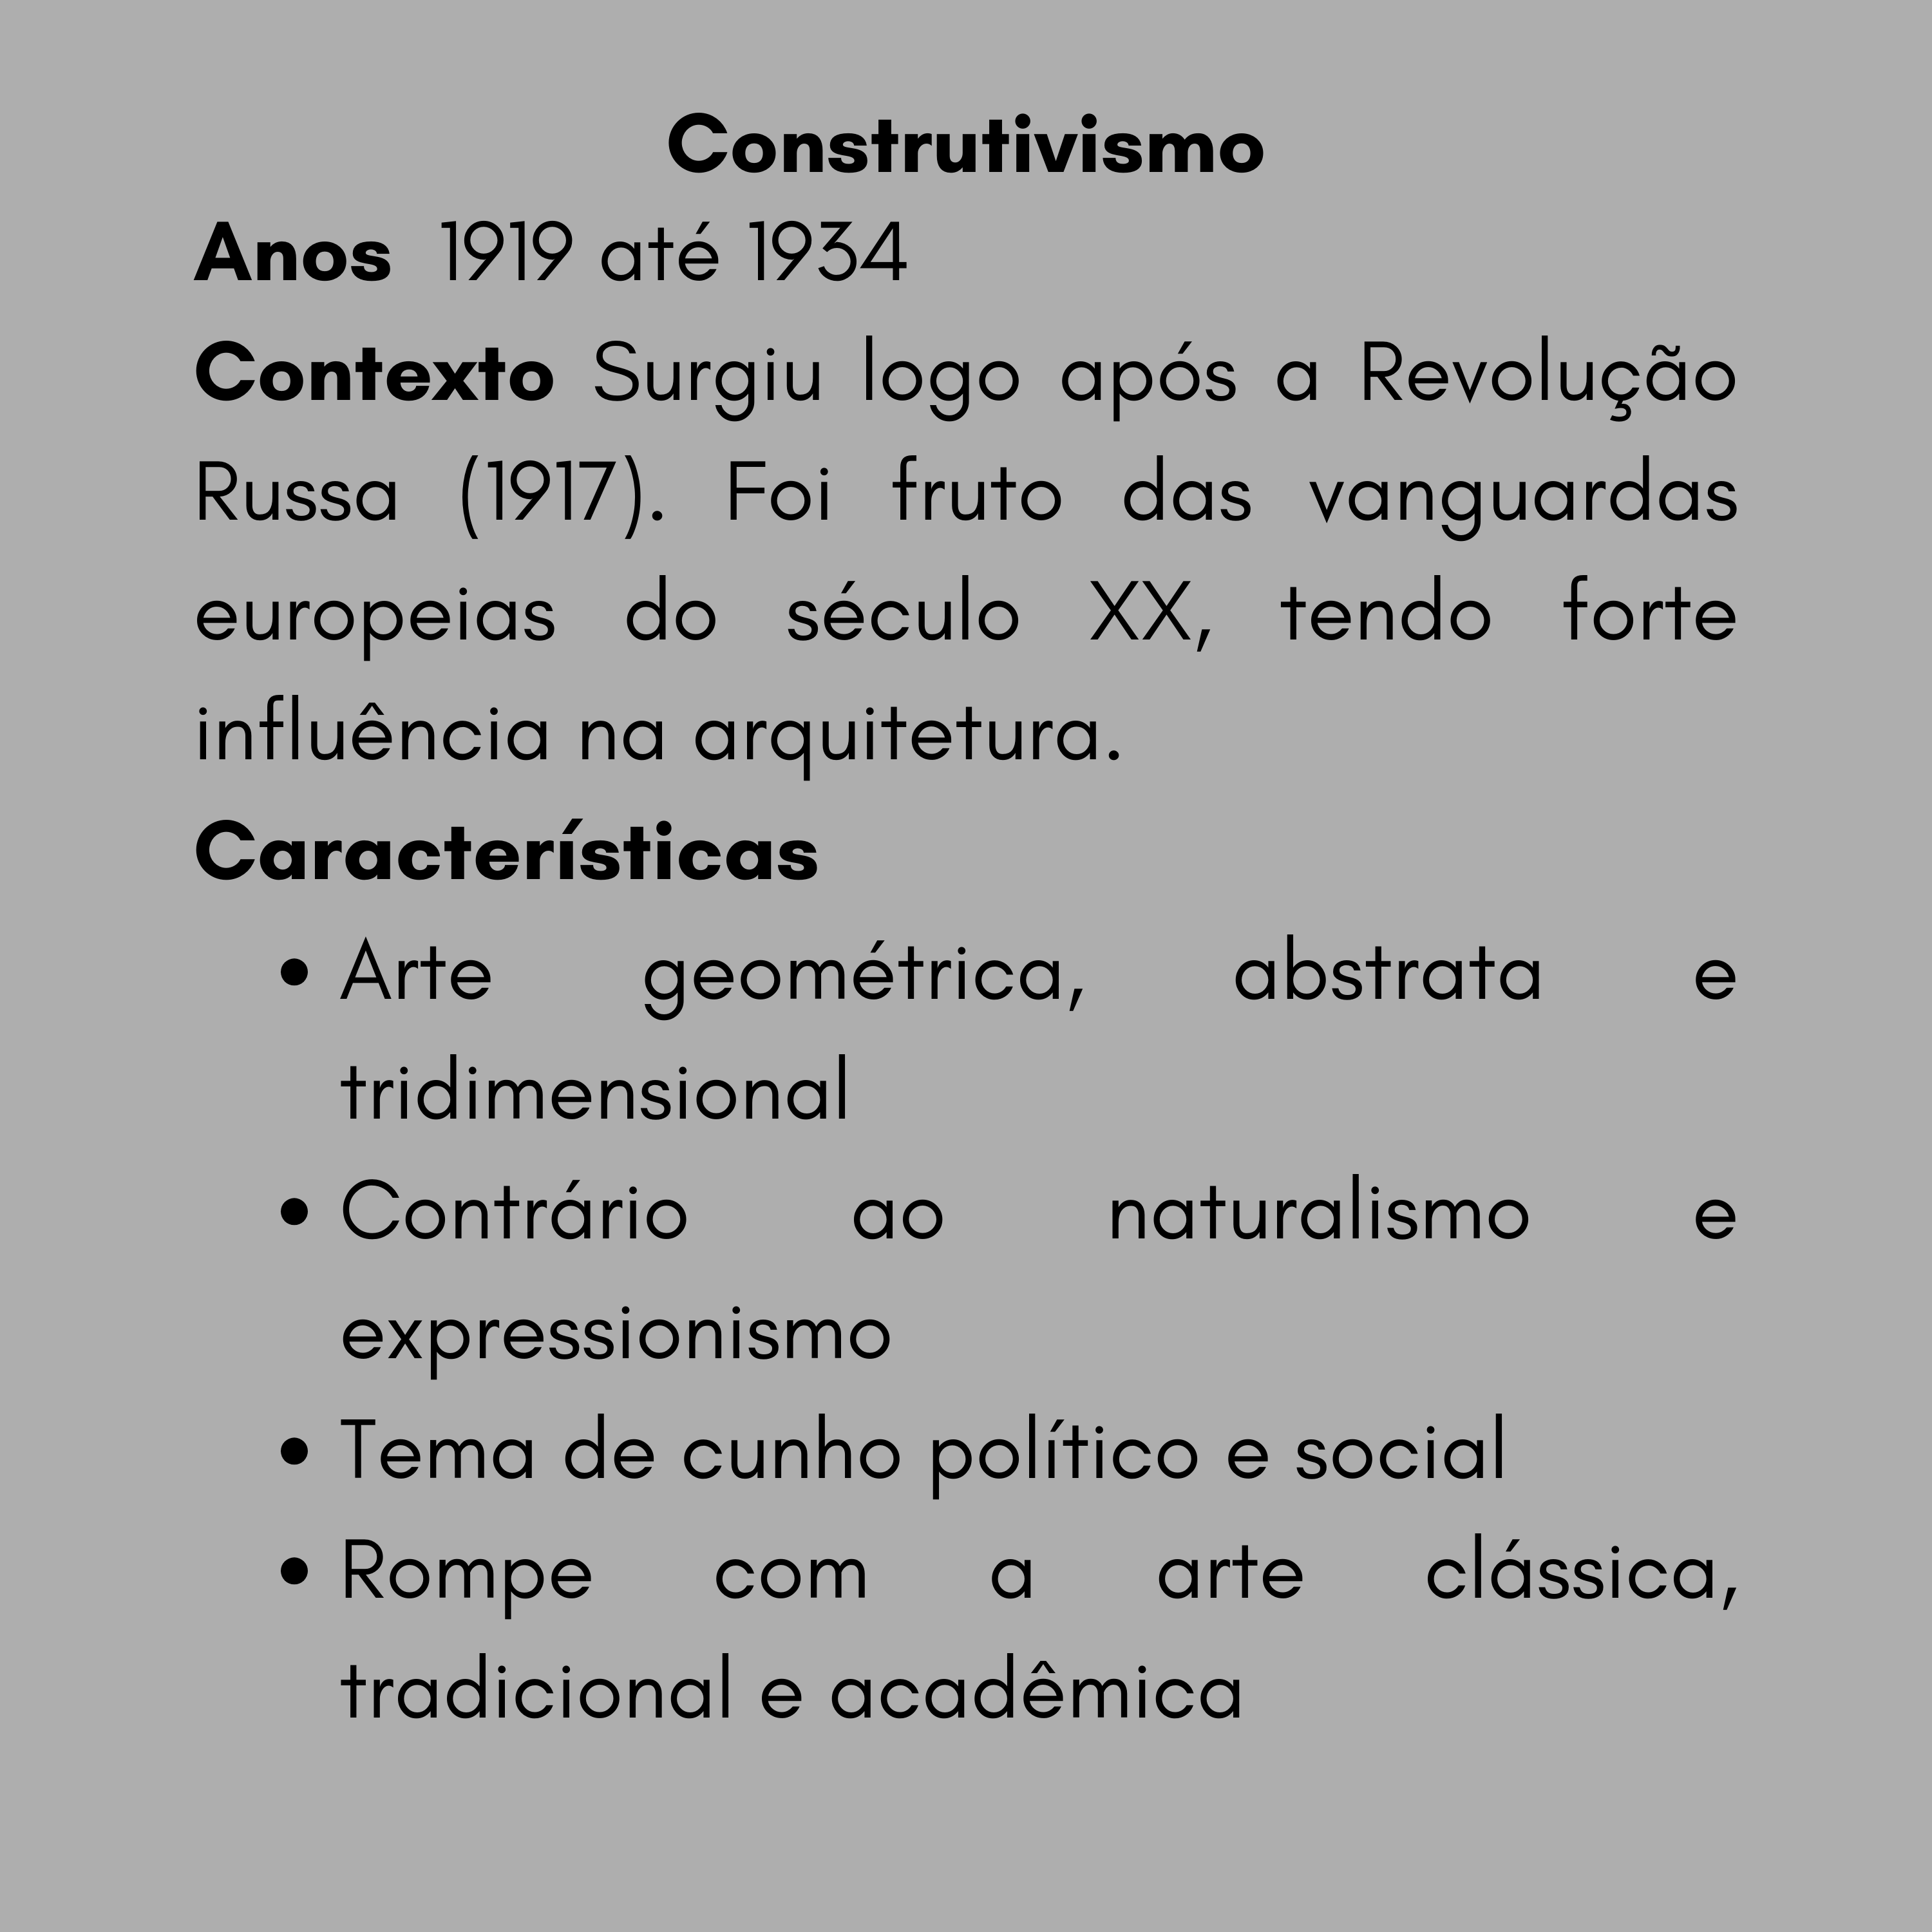 Construtivismo
Anos 1919 até 1934
Contexto Surgiu logo após a Revolução
Russa (1917). Foi fruto das vanguardas
europeias do século XX, tendo forte
influência na arquitetura.
Características
• Arte geométrica, abstrata e
tridimensional
• Contrário ao naturalismo e
expressionismo
• Tema de cunho político e social
• Rompe com a arte clássica,
tradicional e acadêmica